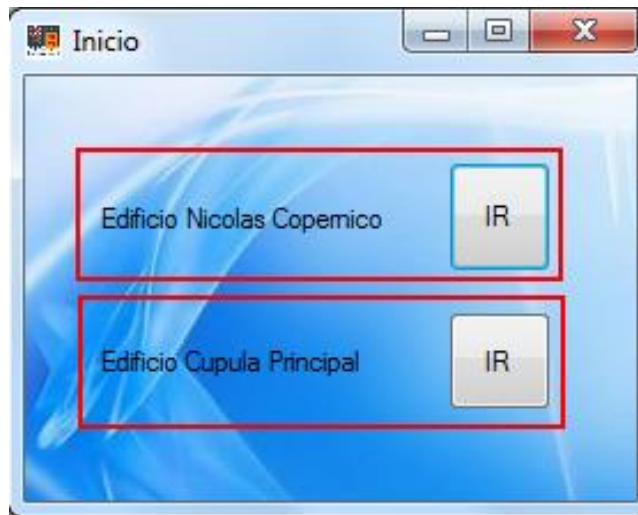 Inicio
Edificio Nicolas Copernico
IR
Edificio Cupula Principal
IR